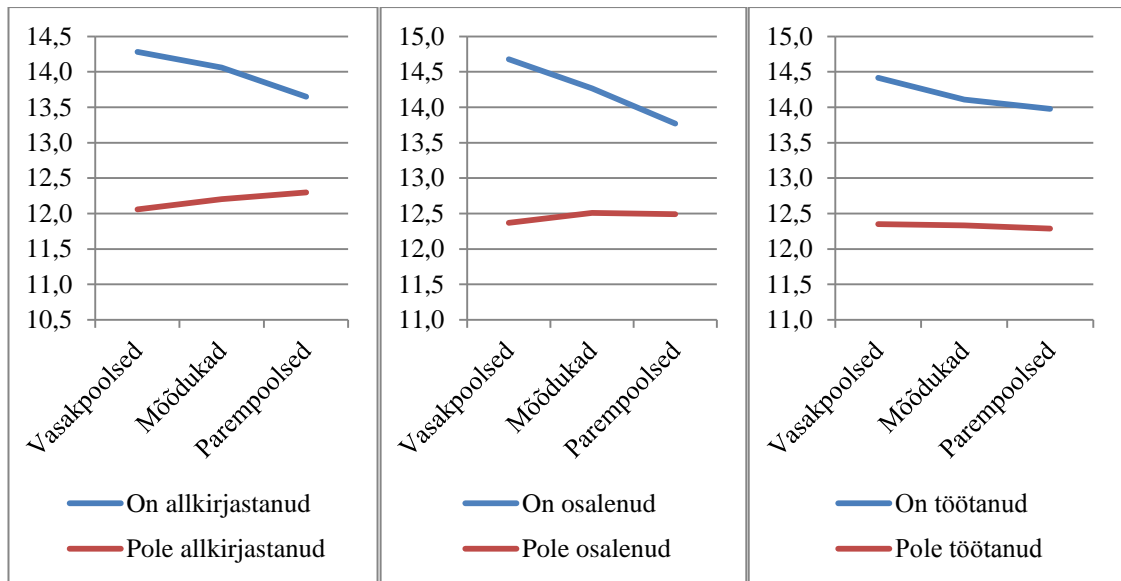 14,5
14,0
13,5
13,0
12,5
12,0
11,5
11,0
10,5
Vasakpoolsed
Mõõdukad
Parempoolsed
On allkirjastanud
Pole allkirjastanud
15,0
14,5
14,0
13,5
13,0
12,5
12,0
11,5
11,0
Vasakpoolsed
Mõõdukad
Parempoolsed
On osalenud
Pole osalenud
15,0
14,5
14,0
13,5
13,0
12,5
12,0
11,5
11,0
Vasakpoolsed
Mõõdukad
Parempoolsed
On töötanud
Pole töötanud